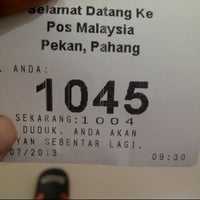 Selamat Datang Ke
Pos Malaysia
Pekan, Pahang
ANDA:
1045
SEKARANG:1004
DUDUK. ANDA AKAN
SEBENTAR LAGI.
07/2013
09:30